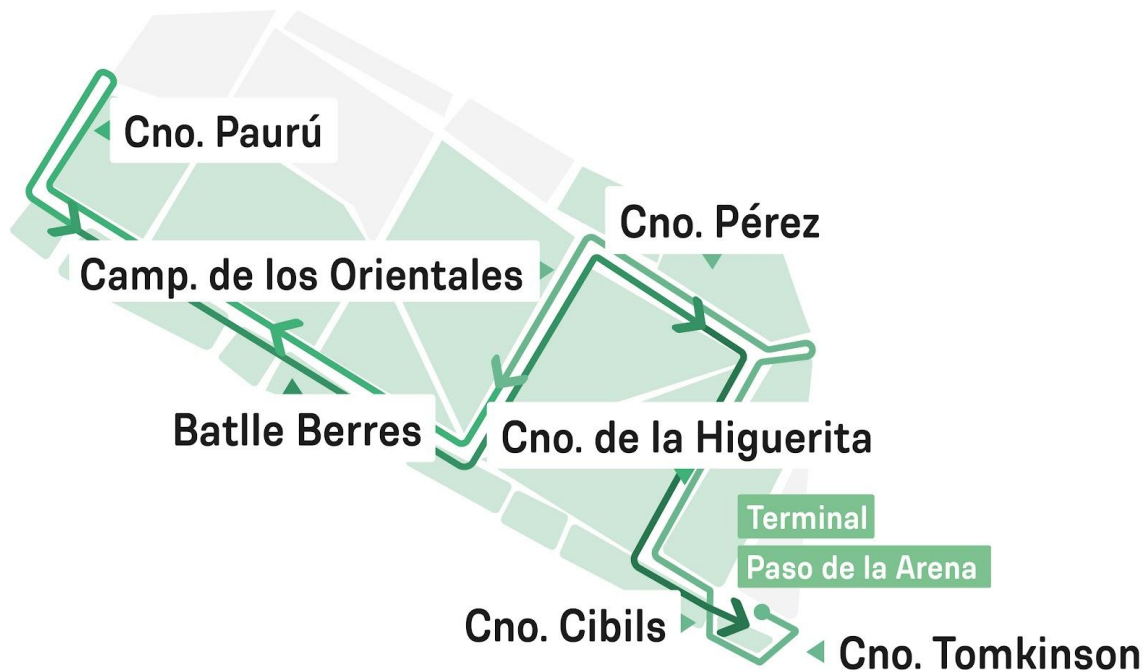 Cno. Paurú
Cno. Pérez
Camp. de los Orientales
Batlle Berres
Cno. de la Higuerita
Terminal
Paso de la Arena
Cno. Cibils
Cno. Tomkinson